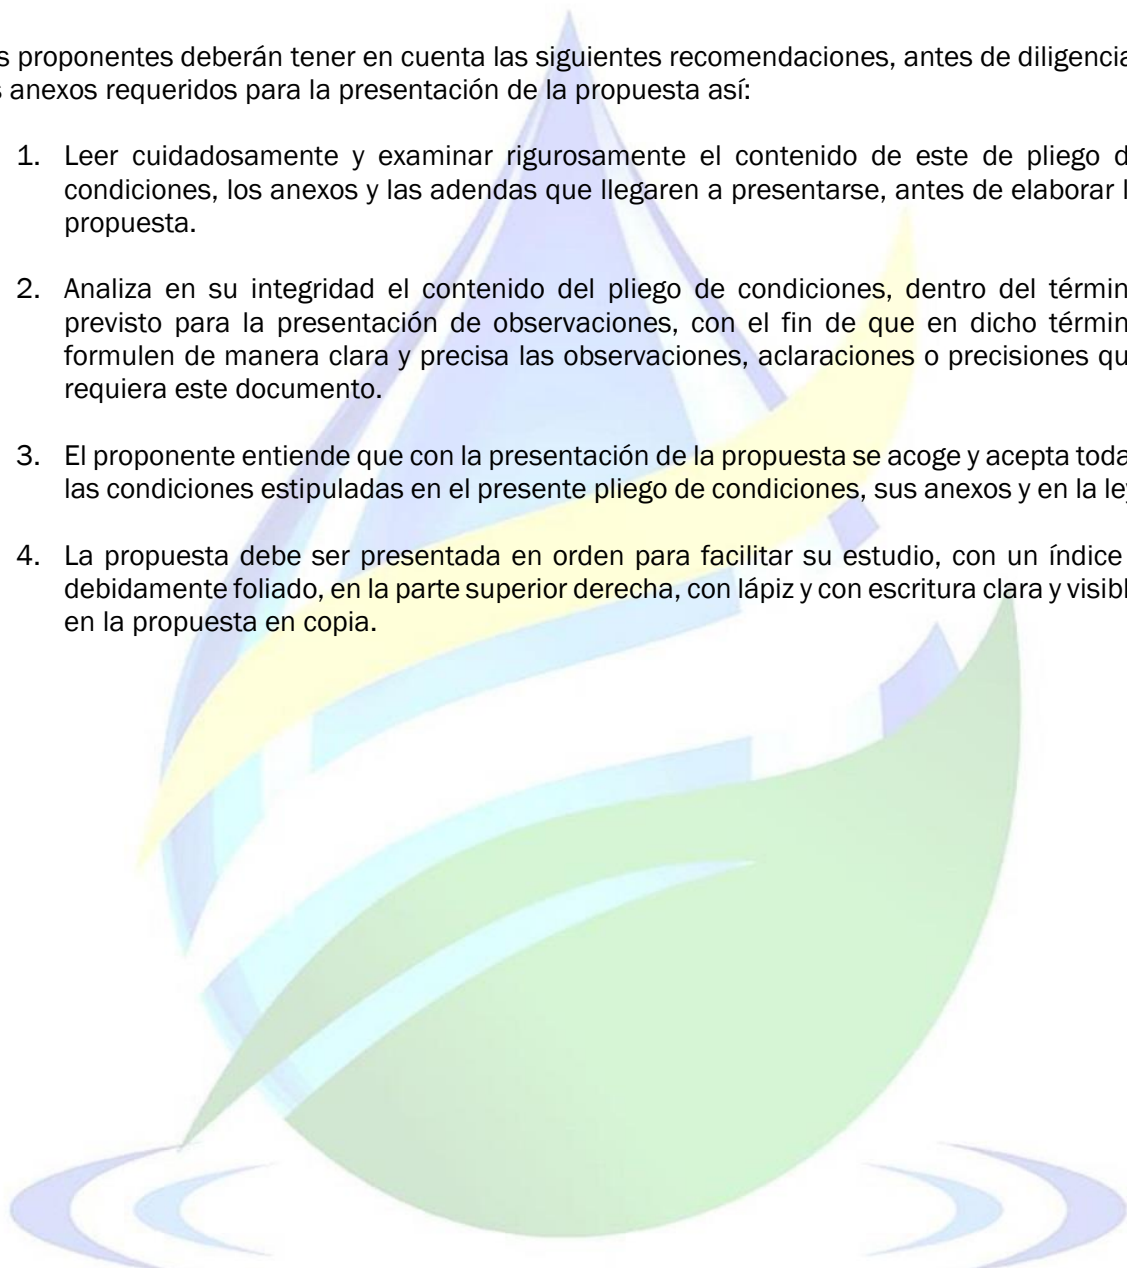 s proponentes deberán tener en cuenta las siguientes recomendaciones, antes de diligencia
s anexos requeridos para la presentación de la propuesta así:
1. Leer cuidadosamente y examinar rigurosamente el contenido de este de pliego d
condiciones, los anexos y las adendas que llegaren a presentarse, antes de elaborar l
propuesta.
2. Analiza en su integridad el contenido del pliego de condiciones, dentro del términ
previsto para la presentación de observaciones, con el fin de que en dicho términ
formulen de manera clara y precisa las observaciones, aclaraciones o precisiones qu
requiera este documento.
3. El proponente entiende que con la presentación de la propuesta se acoge y acepta toda
las condiciones estipuladas en el presente pliego de condiciones, sus anexos y en la ley
4. La propuesta debe ser presentada en orden para facilitar su estudio, con un índice
debidamente foliado, en la parte superior derecha, con lápiz y con escritura clara y visibl
en la propuesta en copia.